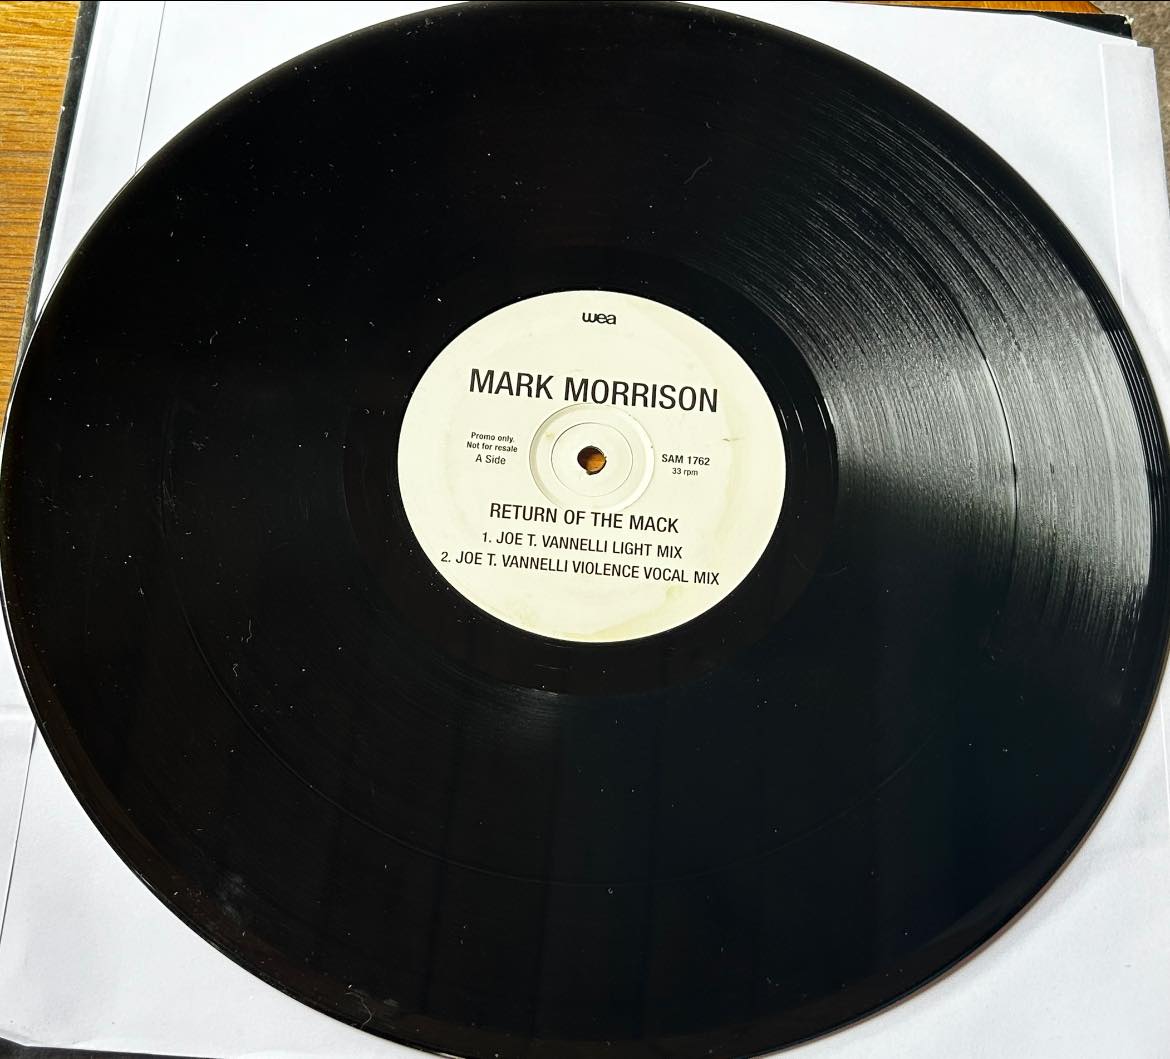 wea
MARK MORRISON
Promo only.
Not for resale
A Side
SAM 1762
33 rpm
RETURN OF THE MACK
1. JOE T. VANNELLI LIGHT MIX
2. JOE T. VANNELLI VIOLENCE VOCAL MIX